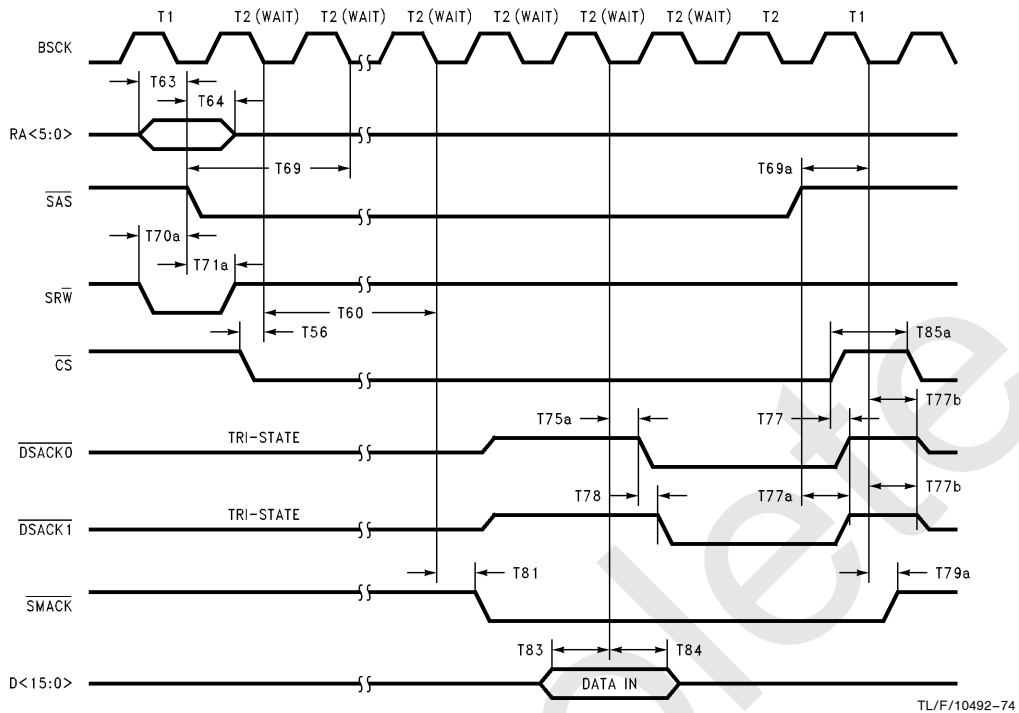 T1 T2 (WAIT) T2 (WAIT) T2 (WAIT) T2 (WAIT) T2 (WAIT) T2 (WAIT) T2 T1
BSCK
T63
T64
RA<5:0>
T69 T69a
SAS
T70a
T71a
SRW
T60
T56 T85a
CS
T77b
T75a T77
DSACK0 TRI-STATE
T77b
T78 T77a
DSACK1 TRI-STATE
T81 T79a
SMACK
T83 T84
D<15:0> DATA IN
TL/F/10492-74